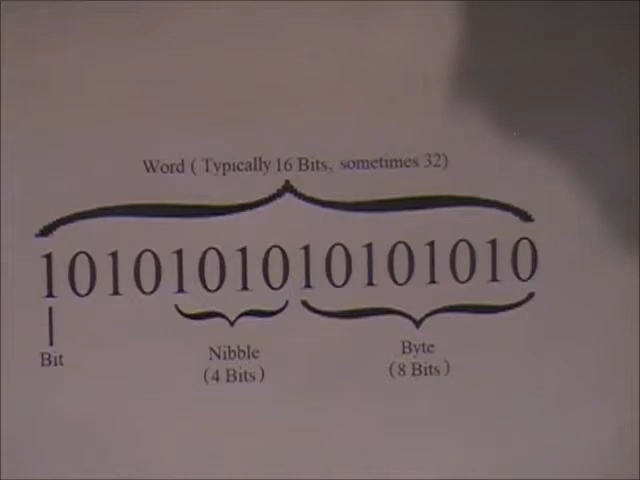 Word ( Typically 16 Bits, sometimes 32)
1010101010101010
Bit
Nibble
(4 Bits)
Byte
(8 Bits)